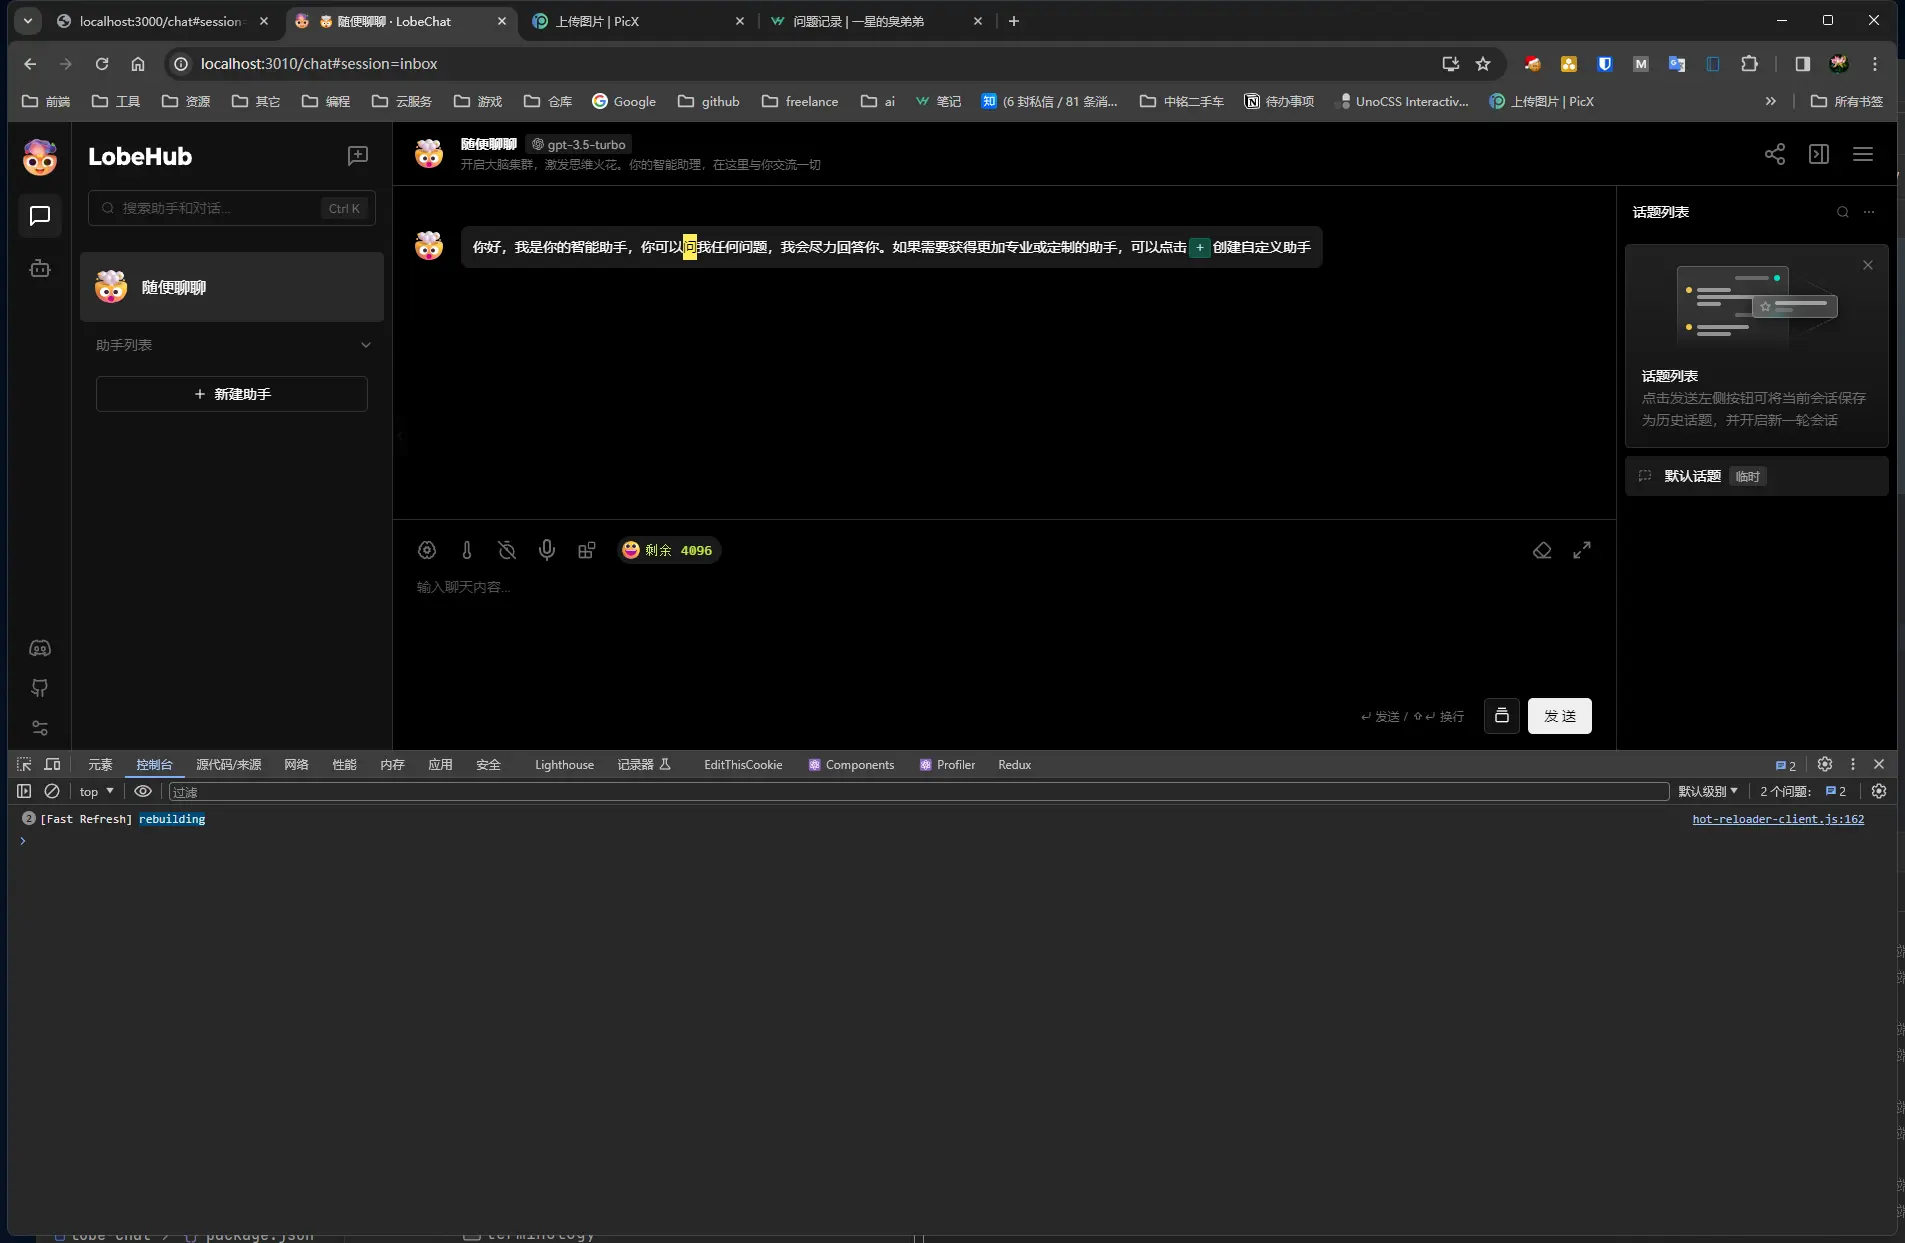 localhost:3000/chat#session=
随便聊聊 · LobeChat
上传图片 | PicX
问题记录 | 一星的臭弟弟
localhost:3010/chat#session=inbox
前端 工具 资源 其它 编程 云服务 游戏 仓库 Google github freelance ai 笔记 (6 封私信 / 81 条消... 中铭二手车 待办事项 UnoCSS Interactiv... 上传图片 | PicX 所有书签
LobeHub
搜索助手和对话...
Ctrl K
随便聊聊
助手列表
新建助手
随便聊聊 gpt-3.5-turbo
开启大脑集群，激发思维火花。你的智能助理，在这里与你交流一切
你好，我是你的智能助手，你可以问我任何问题，我会尽力回答你。如果需要获得更加专业或定制的助手，可以点击 + 创建自定义助手
剩余 4096
输入聊天内容...
发送 / 换行
发 送
话题列表
话题列表
点击发送左侧按钮可将当前会话保存
为历史话题，并开启新一轮会话
默认话题 临时
元素 控制台 源代码/来源 网络 性能 内存 应用 安全 Lighthouse 记录器 EditThisCookie Components Profiler Redux 2
top 过滤 默认级别 2 个问题: 2
2 [Fast Refresh] rebuilding hot-reloader-client.js:162
lobe-chat package.json terminology